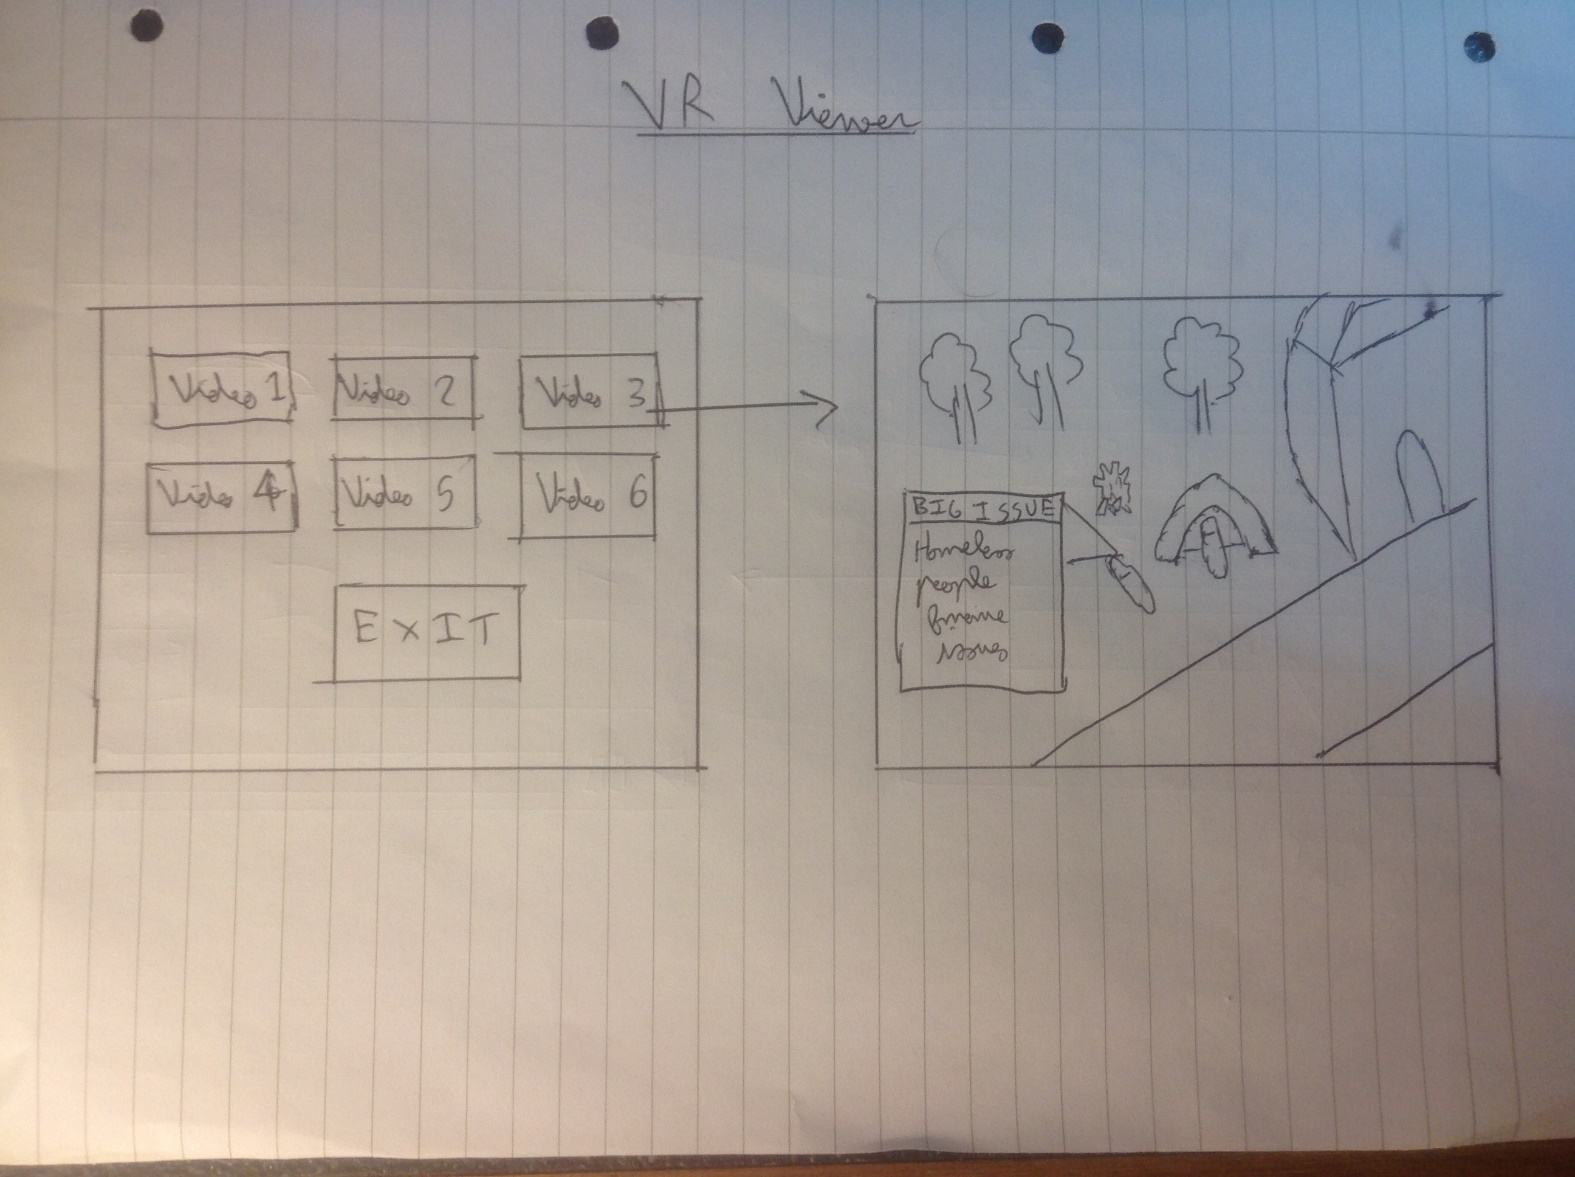 VR Viewer
Video 1
Video 2
Video 3
Video 4
Video 5
Video 6
EXIT
BIG ISSUE
Homeless
people
issues